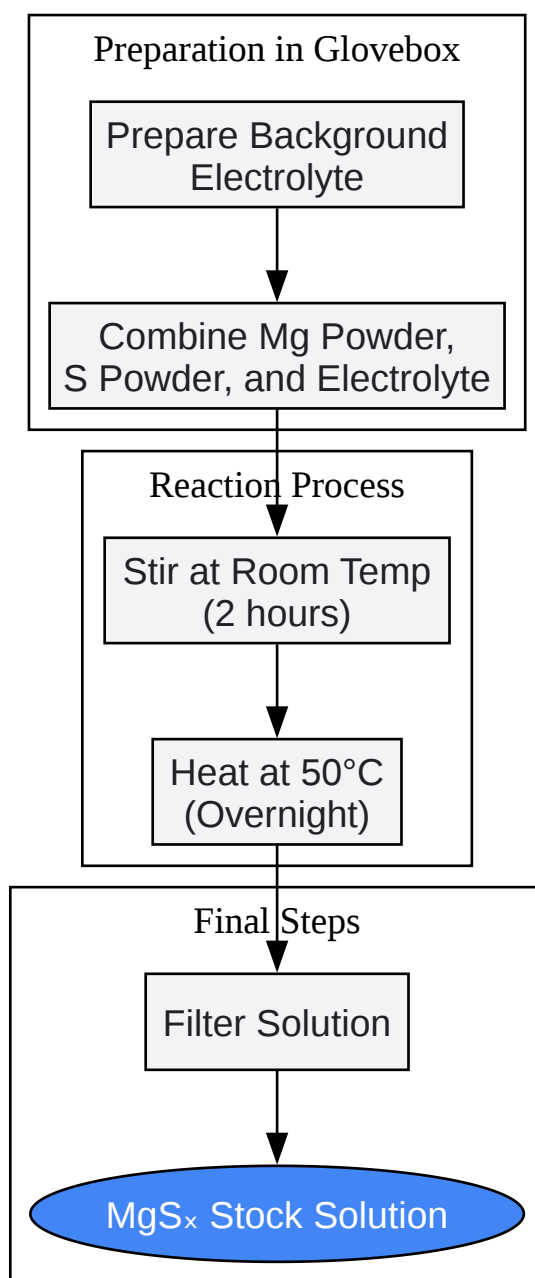 Preparation in Glovebox
Prepare Background
Electrolyte
Combine Mg Powder,
S Powder, and Electrolyte
Reaction Process
Stir at Room Temp
(2 hours)
Heat at 50°C
(Overnight)
Final Steps
Filter Solution
MgSₓ Stock Solution